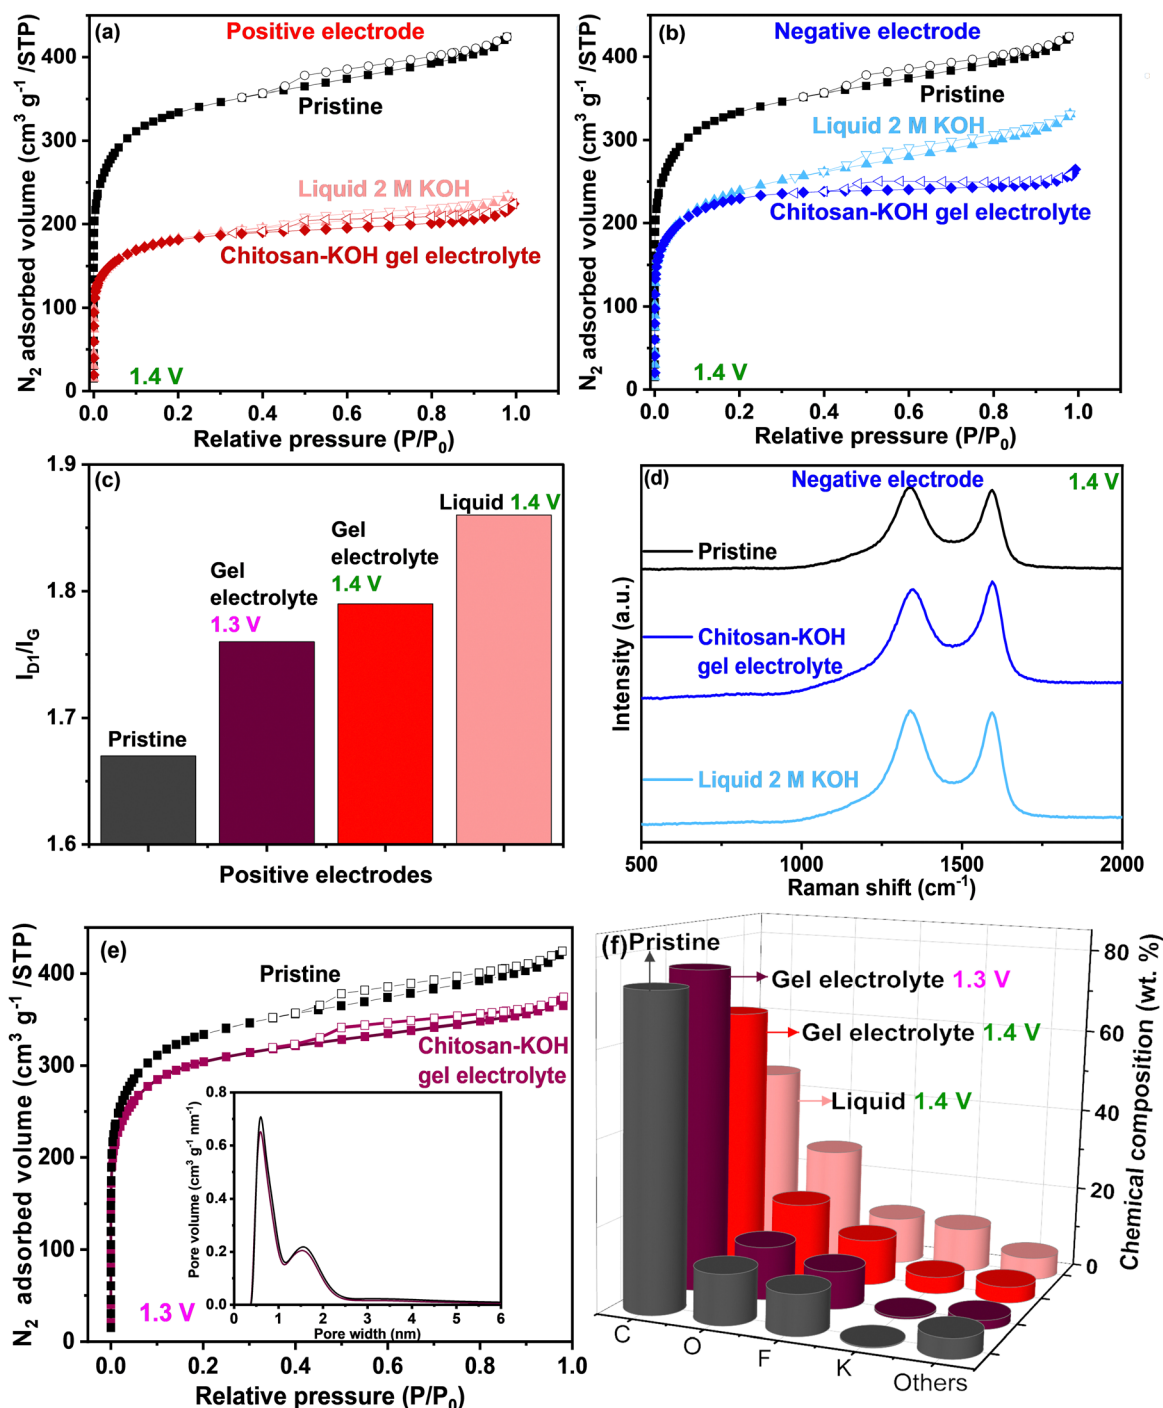 (a)
Positive electrode
Pristine
Liquid 2 M KOH
Chitosan-KOH gel electrolyte
1.4 V
N₂ adsorbed volume (cm³ g⁻¹ /STP)
400
300
200
100
0
0.0 0.2 0.4 0.6 0.8 1.0
Relative pressure (P/P₀)
(b)
Negative electrode
Pristine
Liquid 2 M KOH
Chitosan-KOH gel electrolyte
1.4 V
N₂ adsorbed volume (cm³ g⁻¹ /STP)
400
300
200
100
0
0.0 0.2 0.4 0.6 0.8 1.0
Relative pressure (P/P₀)
(c)
Liquid 1.4 V
Gel
electrolyte
1.4 V
Gel
electrolyte
1.3 V
Pristine
I_D1/I_G
1.9
1.8
1.7
1.6
Positive electrodes
(d)
Negative electrode
1.4 V
Pristine
Chitosan-KOH
gel electrolyte
Liquid 2 M KOH
Intensity (a.u.)
500 1000 1500 2000
Raman shift (cm⁻¹)
(e)
Pristine
Chitosan-KOH
gel electrolyte
1.3 V
N₂ adsorbed volume (cm³ g⁻¹ /STP)
400
300
200
100
0
0.0 0.2 0.4 0.6 0.8 1.0
Relative pressure (P/P₀)
Pore volume (cm³ g⁻¹ nm⁻¹)
0.8
0.6
0.4
0.2
0.0
0 1 2 3 4 5 6
Pore width (nm)
(f)
Pristine
Gel electrolyte 1.3 V
Gel electrolyte 1.4 V
Liquid 1.4 V
Chemical composition (wt. %)
80
60
40
20
0
C O F K Others